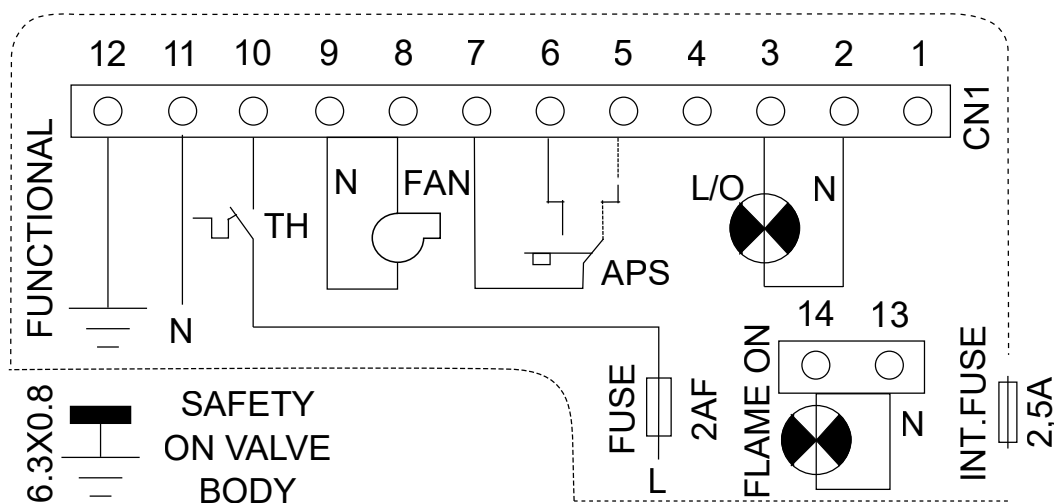 12 11 10 9 8 7 6 5 4 3 2 1
CN1
FUNCTIONAL
N FAN
L/O N
TH
APS
N
14 13
FLAME ON
N
FUSE
2AF
L
INT.FUSE
2,5A
6.3X0.8
SAFETY
ON VALVE
BODY